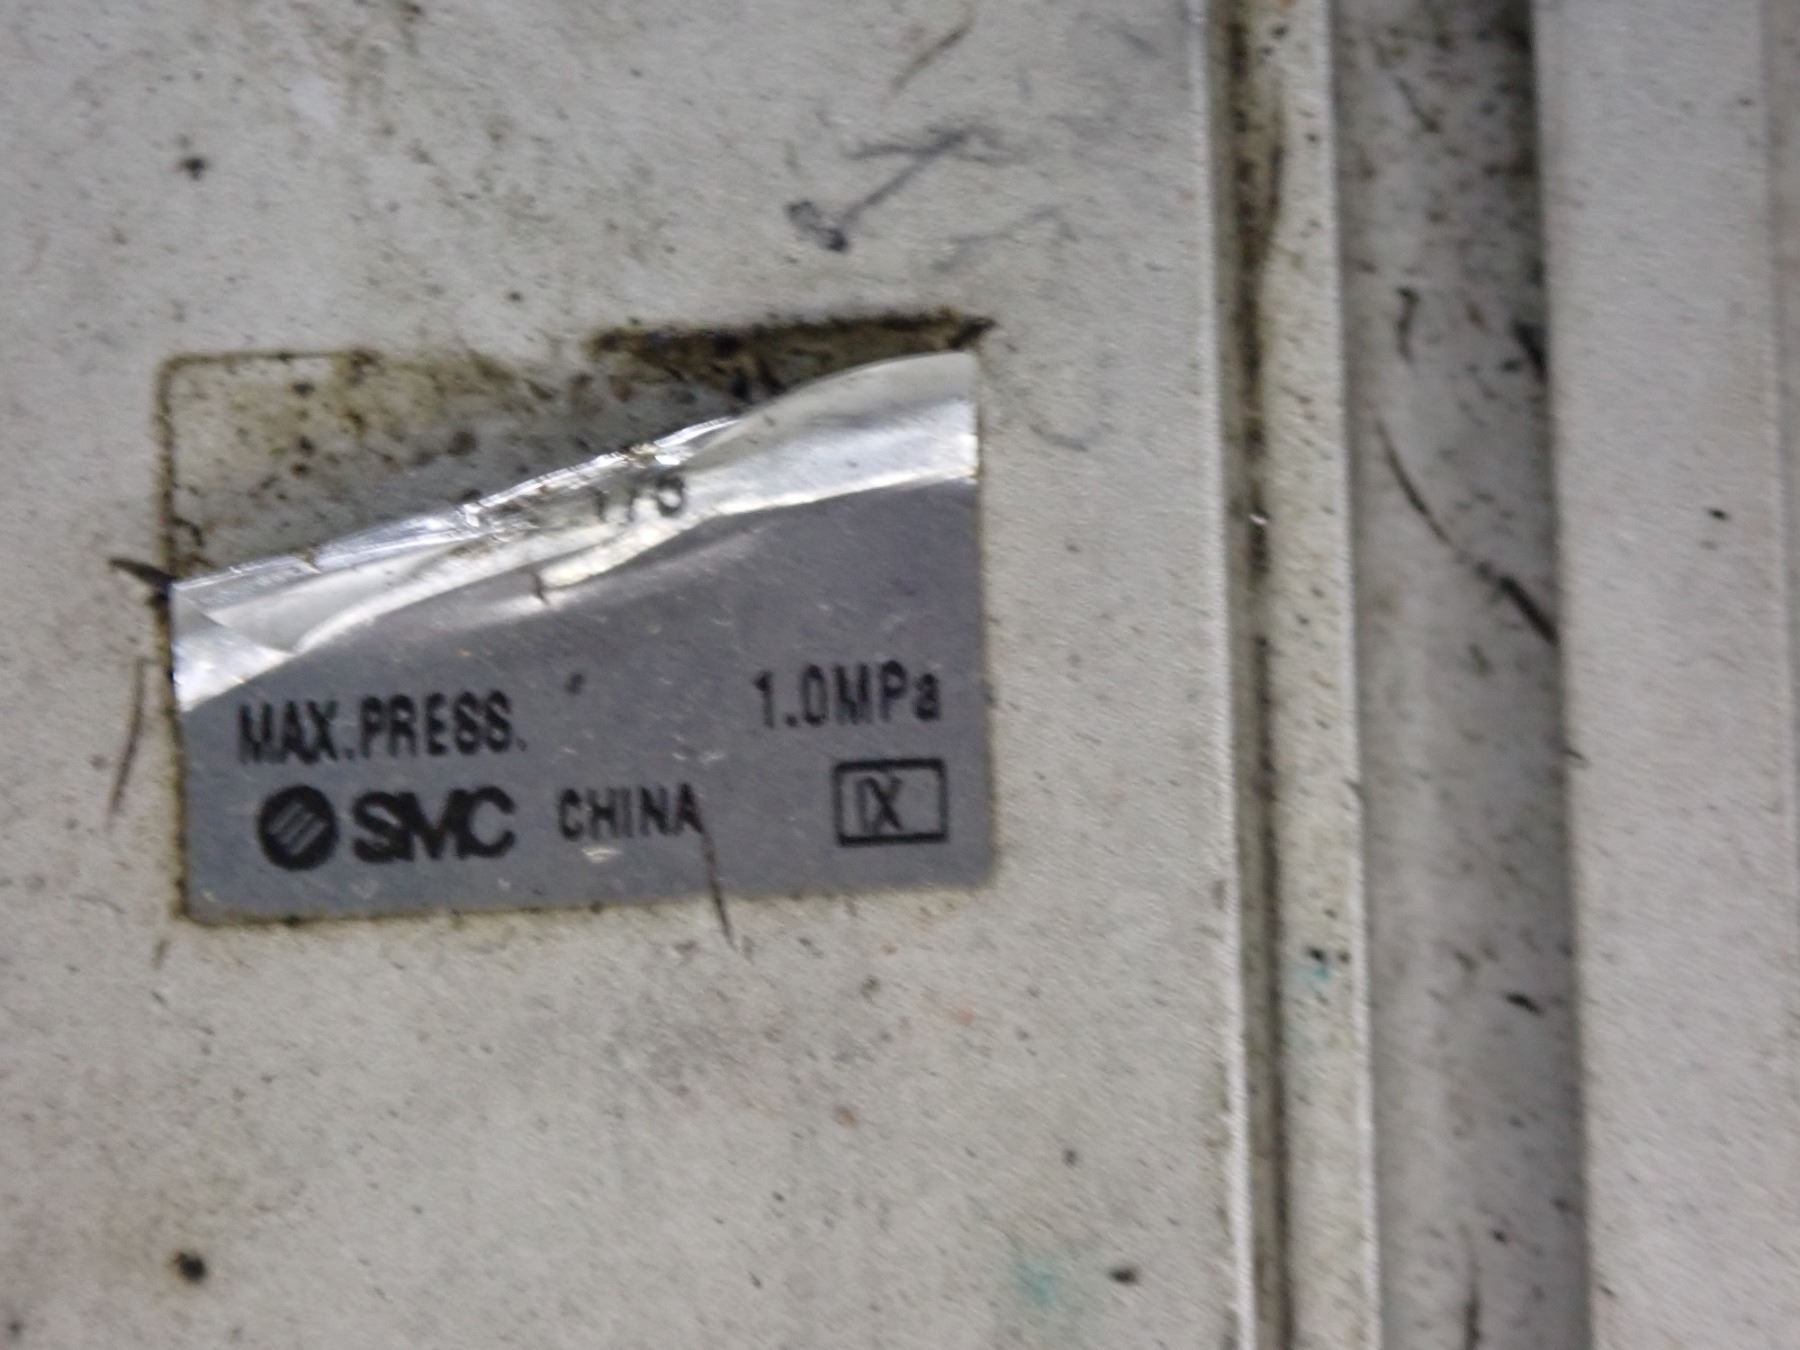 MAX.PRESS. 1.0MPa
SMC CHINA IX